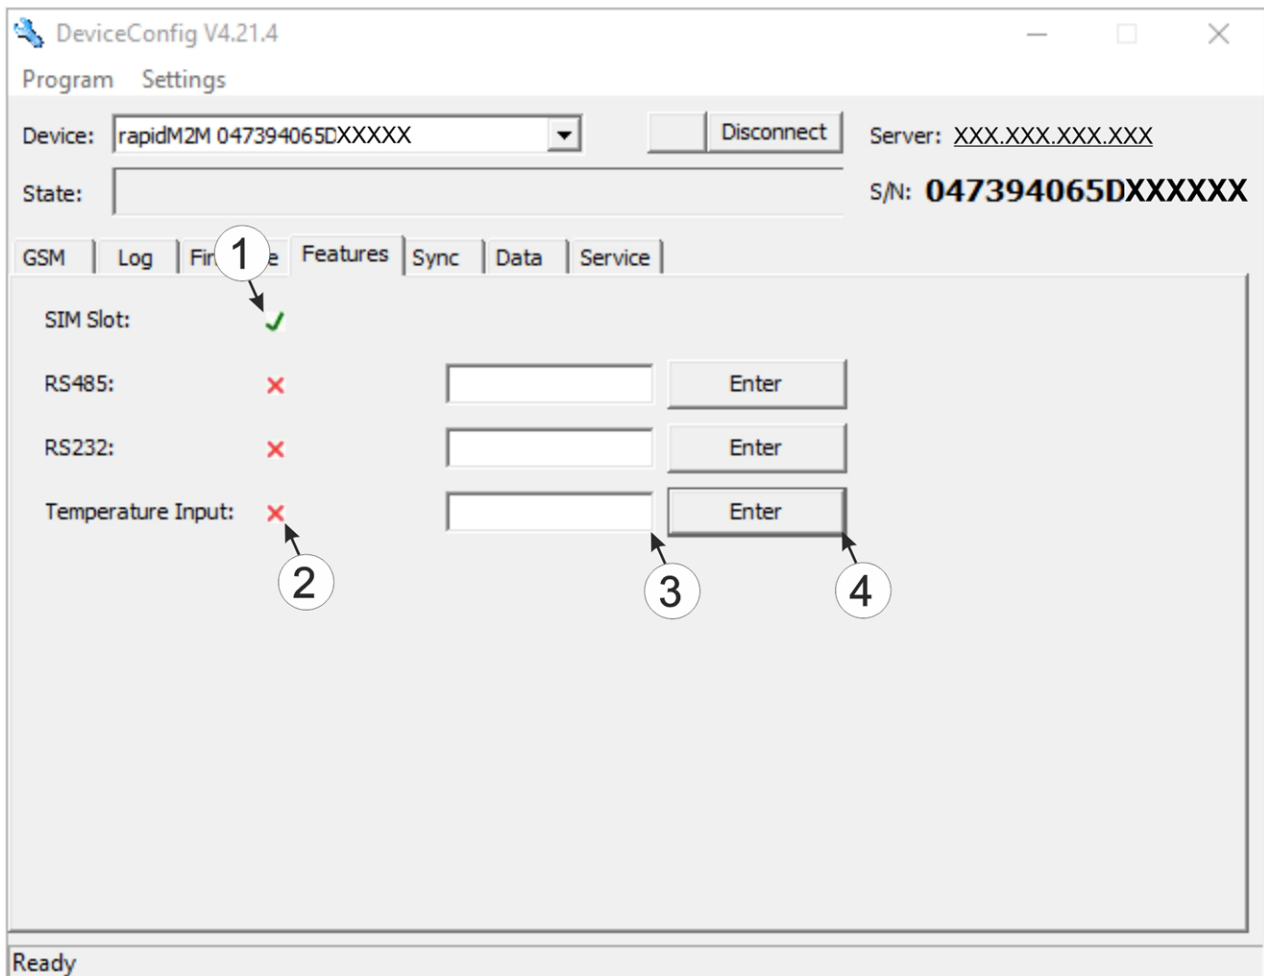 DeviceConfig V4.21.4
Program Settings
Device: rapidM2M 047394065DXXXXX Disconnect Server: XXX.XXX.XXX.XXX
State: S/N: 047394065DXXXXXX
GSM Log Features Sync Data Service
1
SIM Slot:
RS485: Enter
RS232: Enter
Temperature Input: Enter
2 3 4
Ready